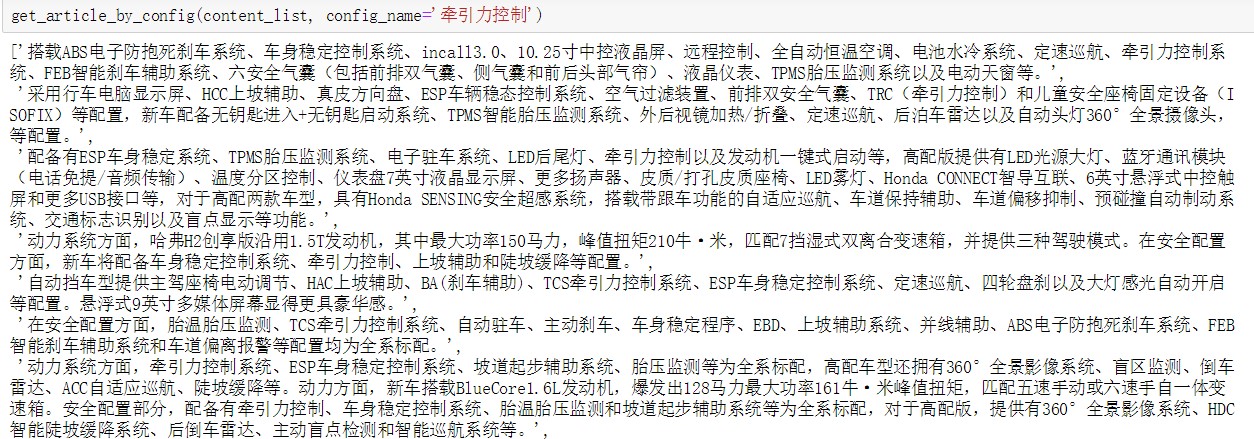 get_article_by_config(content_list, config_name='牵引力控制')
['搭载ABS电子防抱死刹车系统、车身稳定控制系统、incall3.0、10.25寸中控液晶屏、远程控制、全自动恒温空调、电池水冷系统、定速巡航、牵引力控制系
统、FEB智能刹车辅助系统、六安全气囊（包括前排双气囊、侧气囊和前后头部气帘）、液晶仪表、TPMS胎压监测系统以及电动天窗等。',
'采用行车电脑显示屏、HCC上坡辅助、真皮方向盘、ESP车辆稳态控制系统、空气过滤装置、前排双安全气囊、TRC（牵引力控制）和儿童安全座椅固定设备（I
SOFIX）等配置，新车配备无钥匙进入+无钥匙启动系统、TPMS智能胎压监测系统、外后视镜加热/折叠、定速巡航、后泊车雷达以及自动头灯360°全景摄像头，
等配置。',
'配备有ESP车身稳定系统、TPMS胎压监测系统、电子驻车系统、LED后尾灯、牵引力控制以及发动机一键式启动等，高配版提供有LED光源大灯、蓝牙通讯模块
（电话免提/音频传输）、温度分区控制、仪表盘7英寸液晶显示屏、更多扬声器、皮质/打孔皮质座椅、LED雾灯、Honda CONNECT智导互联、6英寸悬浮式中控触
屏和更多USB接口等，对于高配两款车型，具有Honda SENSING安全超感系统，搭载带跟车功能的自适应巡航、车道保持辅助、车道偏移抑制、预碰撞自动制动系
统、交通标志识别以及盲点显示等功能。',
'动力系统方面，哈弗H2创享版沿用1.5T发动机，其中最大功率150马力，峰值扭矩210牛·米，匹配7挡湿式双离合变速箱，并提供三种驾驶模式。在安全配置
方面，新车将配备车身稳定控制系统、牵引力控制、上坡辅助和陡坡缓降等配置。',
'自动挡车型提供主驾座椅电动调节、HAC上坡辅助、BA(刹车辅助)、TCS牵引力控制系统、ESP车身稳定控制系统、定速巡航、四轮盘刹以及大灯感光自动开启
等配置。悬浮式9英寸多媒体屏幕显得更具豪华感。',
'在安全配置方面，胎温胎压监测、TCS牵引力控制系统、自动驻车、主动刹车、车身稳定程序、EBD、上坡辅助系统、并线辅助、ABS电子防抱死刹车系统、FEB
智能刹车辅助系统和车道偏离报警等配置均为全系标配。',
'动力系统方面，牵引力控制系统、ESP车身稳定控制系统、坡道起步辅助系统、胎压监测等为全系标配，高配车型还拥有360°全景影像系统、盲区监测、倒车
雷达、ACC自适应巡航、陡坡缓降等。动力方面，新车搭载BlueCore1.6L发动机，爆发出128马力最大功率161牛·米峰值扭矩，匹配五速手动或六速手自一体变
速箱。安全配置部分，配备有牵引力控制、车身稳定控制系统、胎温胎压监测和坡道起步辅助系统等为全系标配，对于高配版，提供有360°全景影像系统、HDC
智能陡坡缓降系统、后倒车雷达、主动盲点检测和智能巡航系统等。',